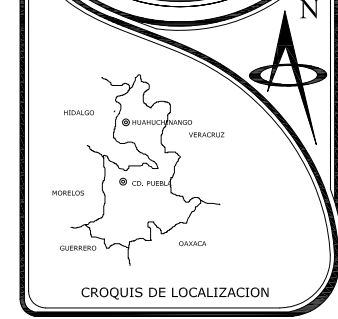 N
HIDALGO
HUAHUCHINANGO
VERACRUZ
CD. PUEBLA
MORELOS
GUERRERO
OAXACA
CROQUIS DE LOCALIZACION